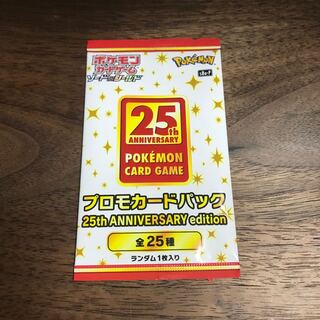 ポケモン
カードゲーム
ソード&シールド
Pokémon
s8a-P
25th
ANNIVERSARY
POKÉMON
CARD GAME
プロモカードパック
25th ANNIVERSARY edition
全25種
ランダム1枚入り